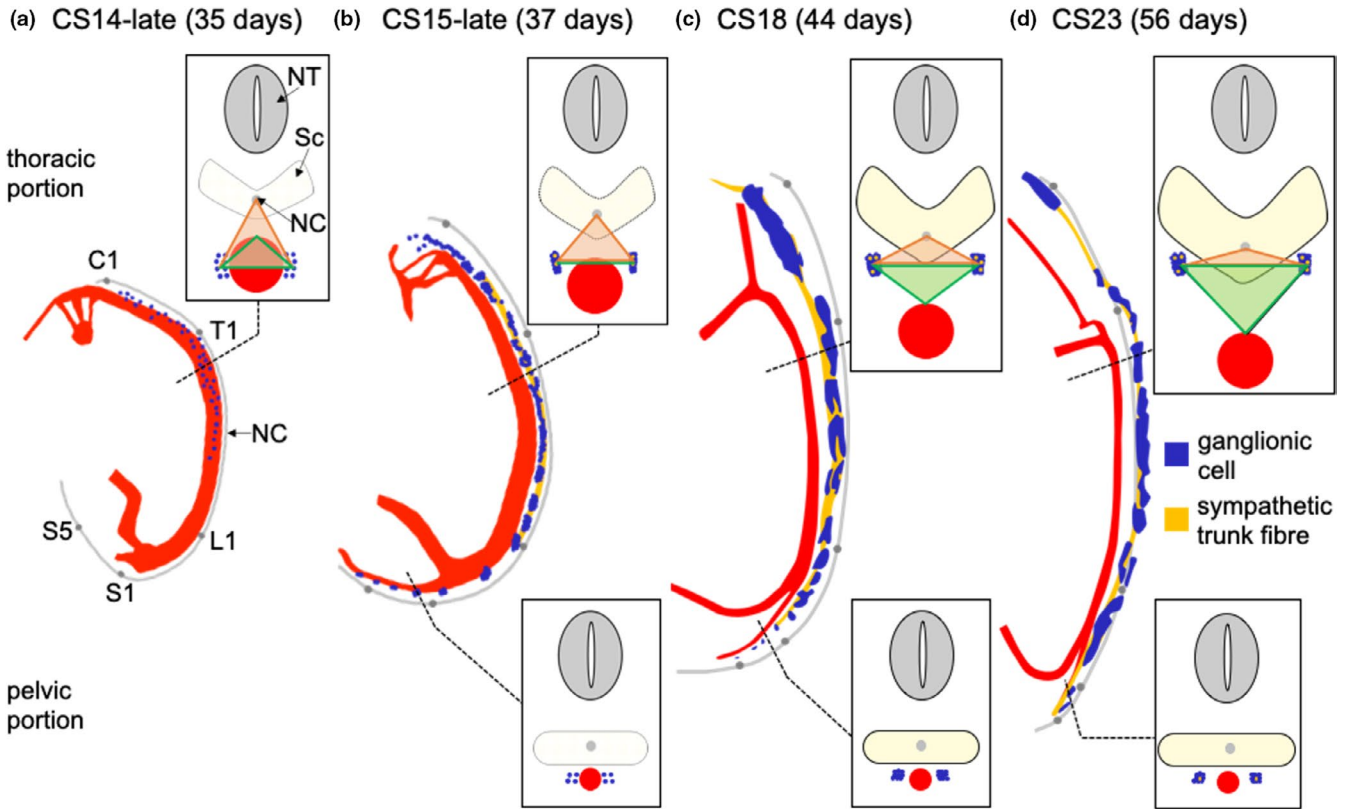 (a) CS14-late (35 days)
(b) CS15-late (37 days)
(c) CS18 (44 days)
(d) CS23 (56 days)
thoracic
portion
NT
Sc
NC
C1
T1
NC
L1
S1
S5
ganglionic
cell
sympathetic
trunk fibre
pelvic
portion